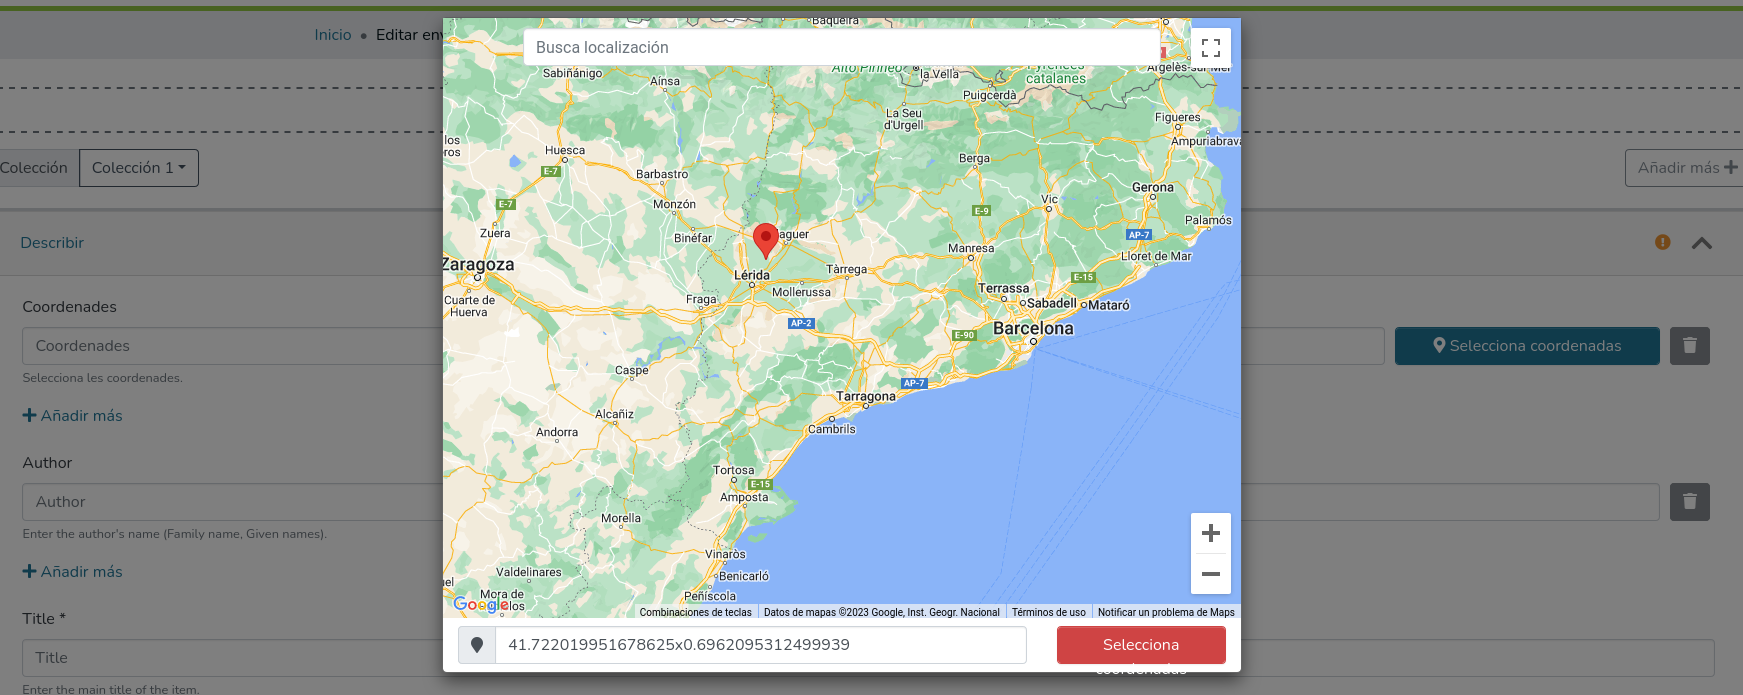 Inicio • Editar env
Colección
Colección 1
Añadir más
Describir
Coordenades
Coordenades
Selecciona coordenadas
Selecciona les coordenades.
Añadir más
Author
Author
Enter the author's name (Family name, Given names).
Añadir más
Title *
Title
Enter the main title of the item.
Busca localización
Baqueira
Sabiñánigo
Aínsa
Alto Pirineo
la Vella
catalanes
Argelès-sur-Mer
Puigcerdà
La Seu
d'Urgell
Figueres
Ampuriabrava
los
ros
Huesca
E-7
Barbastro
Berga
Monzón
Vic
Gerona
E-7
E-9
Palamós
Zuera
Binéfar
aguer
AP-7
Manresa
Lloret de Mar
Zaragoza
Lérida
Tàrrega
E-15
Mollerussa
Terrassa
Cuarte de
Huerva
Fraga
Sabadell
Mataró
AP-2
Barcelona
E-90
Caspe
AP-7
Tarragona
Alcañiz
Cambrils
Andorra
Tortosa
E-15
Amposta
Morella
Vinaròs
Valdelinares
Benicarló
Mora de
los
Peñíscola
Google
Combinaciones de teclas
Datos de mapas ©2023 Google, Inst. Geogr. Nacional
Términos de uso
Notificar un problema de Maps
41.722019951678625x0.6962095312499939
Selecciona
coordenadas